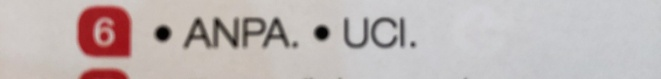 6 • ANPA. • UCI.